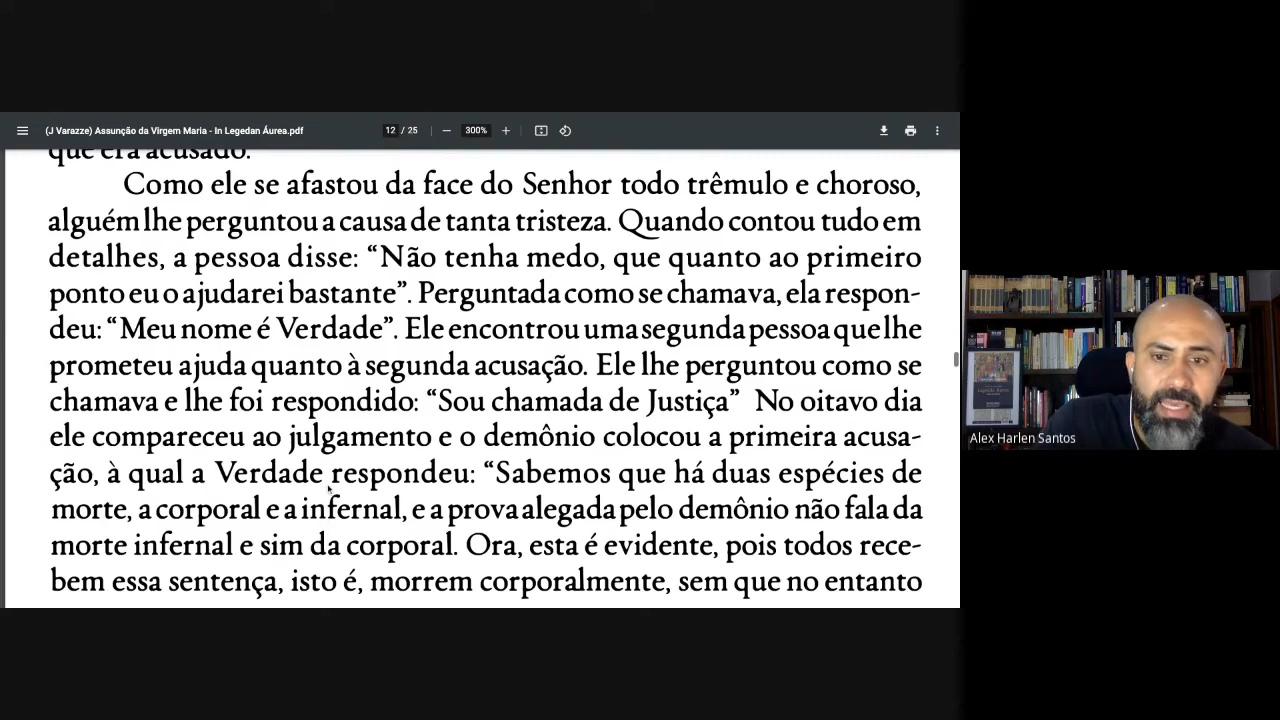 (J Varazze) Assunção da Virgem Maria - In Legedan Áurea.pdf
12 / 25
300%
que era acusado.
Como ele se afastou da face do Senhor todo trêmulo e choroso,
alguém lhe perguntou a causa de tanta tristeza. Quando contou tudo em
detalhes, a pessoa disse: “Não tenha medo, que quanto ao primeiro
ponto eu o ajudarei bastante”. Perguntada como se chamava, ela respon-
deu: “Meu nome é Verdade”. Ele encontrou uma segunda pessoa que lhe
prometeu ajuda quanto à segunda acusação. Ele lhe perguntou como se
chamava e lhe foi respondido: “Sou chamada de Justiça” No oitavo dia
ele compareceu ao julgamento e o demônio colocou a primeira acusa-
ção, à qual a Verdade respondeu: “Sabemos que há duas espécies de
morte, a corporal e a infernal, e a prova alegada pelo demônio não fala da
morte infernal e sim da corporal. Ora, esta é evidente, pois todos rece-
bem essa sentença, isto é, morrem corporalmente, sem que no entanto
Alex Harlen Santos